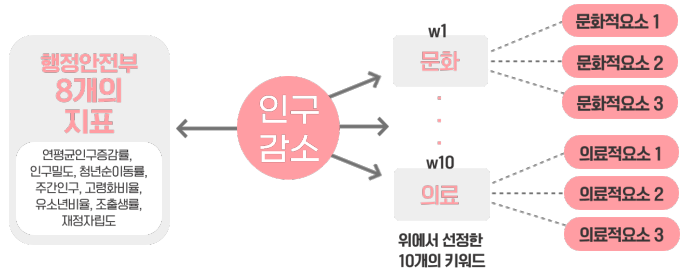 행정안전부
8개의
지표
연평균인구증감률,
인구밀도, 청년순이동률,
주간인구, 고령화비율,
유소년비율, 조출생률,
재정자립도
인구
감소
w1
문화
w10
의료
위에서 선정한
10개의 키워드
문화적요소 1
문화적요소 2
문화적요소 3
의료적요소 1
의료적요소 2
의료적요소 3